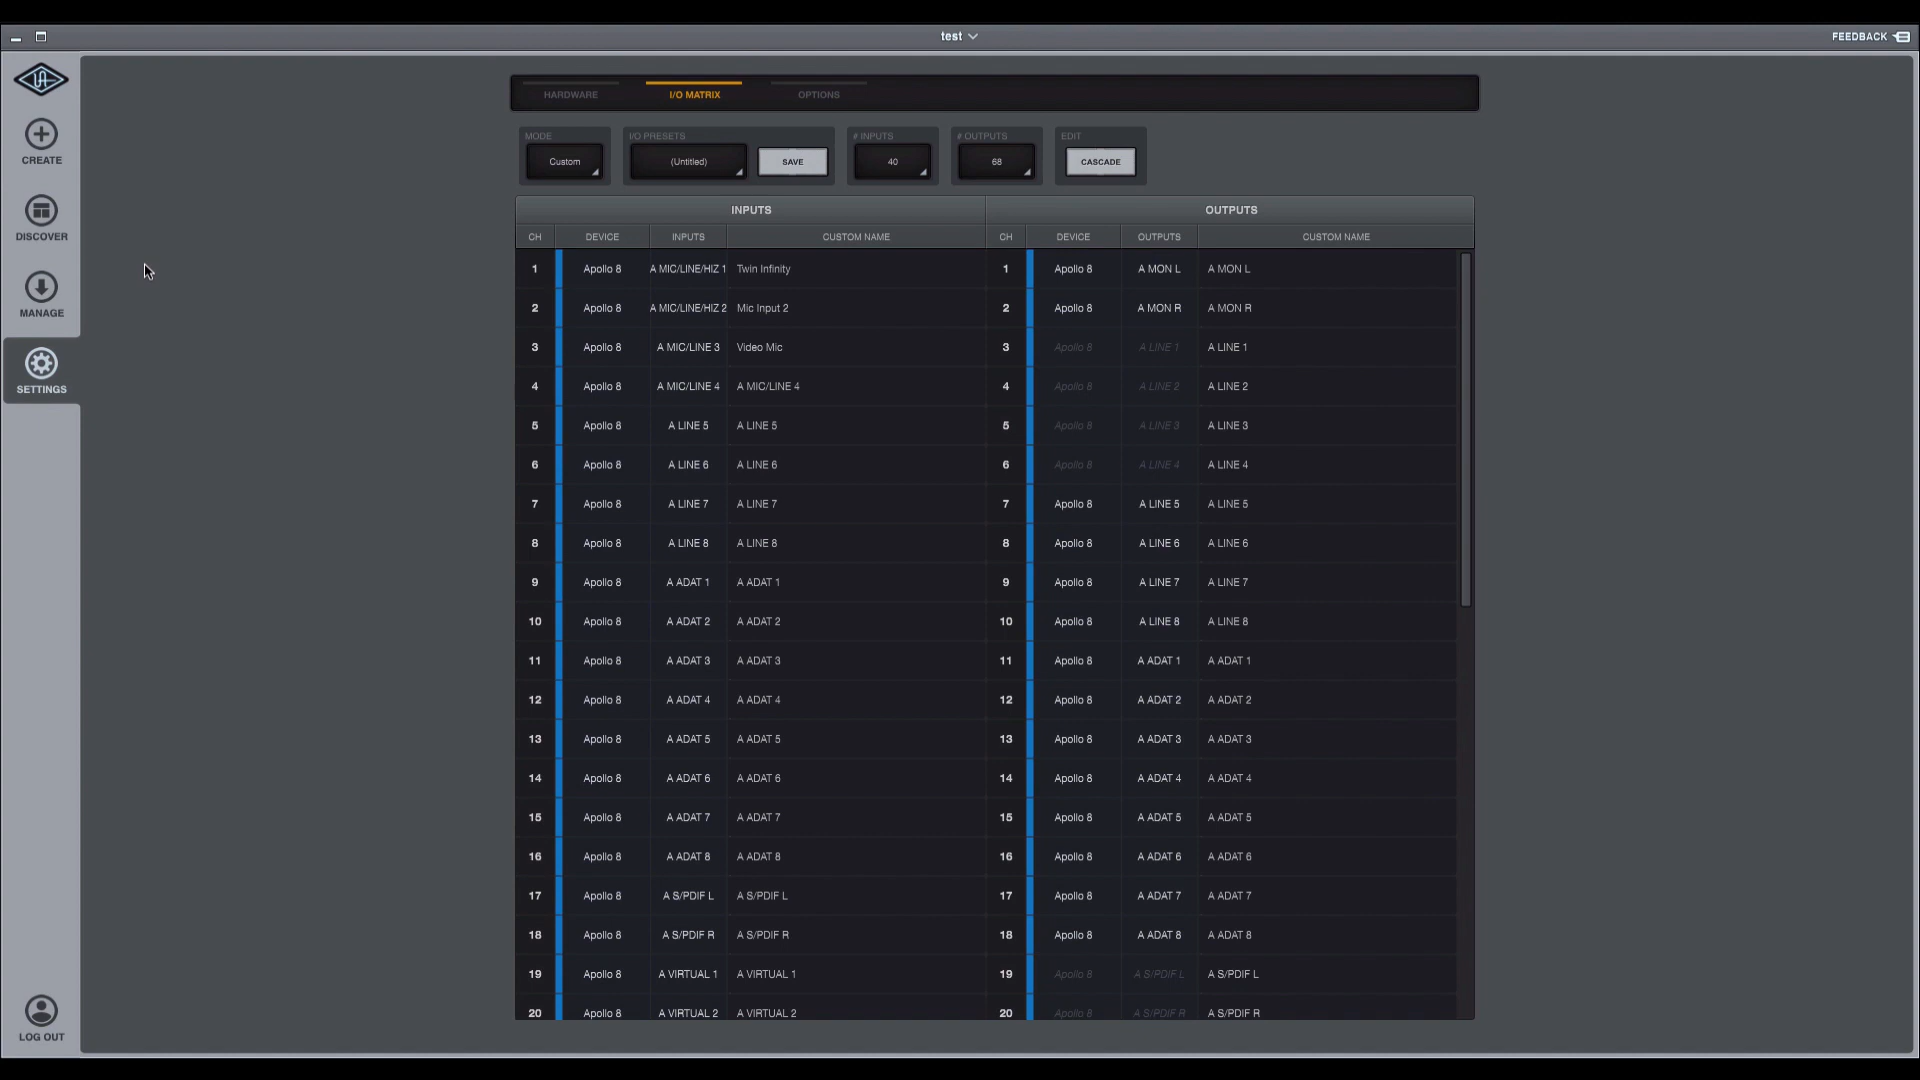 test
FEEDBACK
UA
CREATE
DISCOVER
MANAGE
SETTINGS
LOG OUT
HARDWARE I/O MATRIX OPTIONS
MODE I/O PRESETS # INPUTS # OUTPUTS EDIT
Custom (Untitled) SAVE 40 68 CASCADE
INPUTS OUTPUTS
CH DEVICE INPUTS CUSTOM NAME CH DEVICE OUTPUTS CUSTOM NAME
1 Apollo 8 A MIC/LINE/HIZ 1 Twin Infinity 1 Apollo 8 A MON L A MON L
2 Apollo 8 A MIC/LINE/HIZ 2 Mic Input 2 2 Apollo 8 A MON R A MON R
3 Apollo 8 A MIC/LINE 3 Video Mic 3 Apollo 8 A LINE 1 A LINE 1
4 Apollo 8 A MIC/LINE 4 A MIC/LINE 4 4 Apollo 8 A LINE 2 A LINE 2
5 Apollo 8 A LINE 5 A LINE 5 5 Apollo 8 A LINE 3 A LINE 3
6 Apollo 8 A LINE 6 A LINE 6 6 Apollo 8 A LINE 4 A LINE 4
7 Apollo 8 A LINE 7 A LINE 7 7 Apollo 8 A LINE 5 A LINE 5
8 Apollo 8 A LINE 8 A LINE 8 8 Apollo 8 A LINE 6 A LINE 6
9 Apollo 8 A ADAT 1 A ADAT 1 9 Apollo 8 A LINE 7 A LINE 7
10 Apollo 8 A ADAT 2 A ADAT 2 10 Apollo 8 A LINE 8 A LINE 8
11 Apollo 8 A ADAT 3 A ADAT 3 11 Apollo 8 A ADAT 1 A ADAT 1
12 Apollo 8 A ADAT 4 A ADAT 4 12 Apollo 8 A ADAT 2 A ADAT 2
13 Apollo 8 A ADAT 5 A ADAT 5 13 Apollo 8 A ADAT 3 A ADAT 3
14 Apollo 8 A ADAT 6 A ADAT 6 14 Apollo 8 A ADAT 4 A ADAT 4
15 Apollo 8 A ADAT 7 A ADAT 7 15 Apollo 8 A ADAT 5 A ADAT 5
16 Apollo 8 A ADAT 8 A ADAT 8 16 Apollo 8 A ADAT 6 A ADAT 6
17 Apollo 8 A S/PDIF L A S/PDIF L 17 Apollo 8 A ADAT 7 A ADAT 7
18 Apollo 8 A S/PDIF R A S/PDIF R 18 Apollo 8 A ADAT 8 A ADAT 8
19 Apollo 8 A VIRTUAL 1 A VIRTUAL 1 19 Apollo 8 A S/PDIF L A S/PDIF L
20 Apollo 8 A VIRTUAL 2 A VIRTUAL 2 20 Apollo 8 A S/PDIF R A S/PDIF R